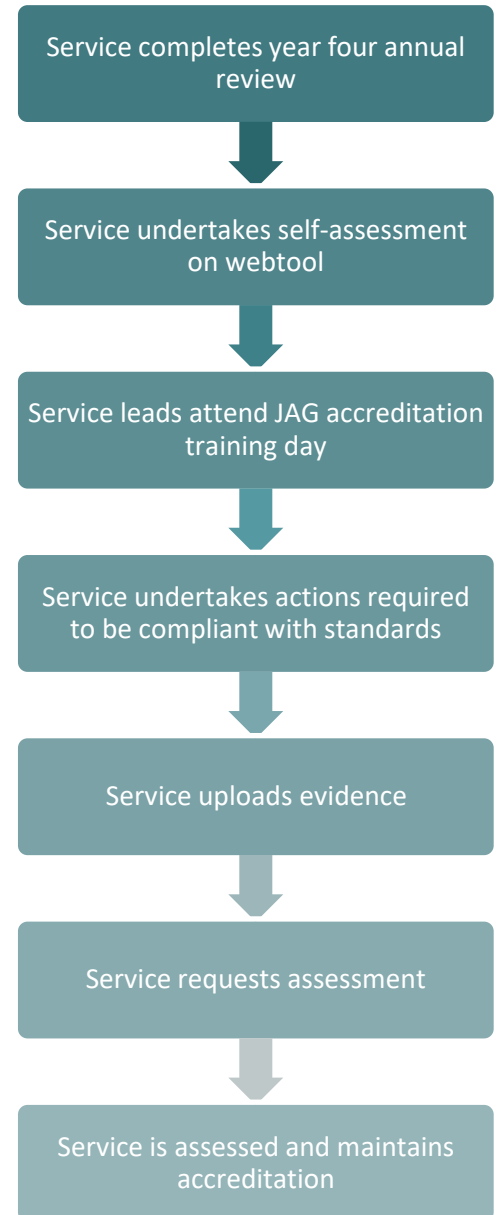 Service completes year four annual
review
Service undertakes self-assessment
on webtool
Service leads attend JAG accreditation
training day
Service undertakes actions required
to be compliant with standards
Service uploads evidence
Service requests assessment
Service is assessed and maintains
accreditation